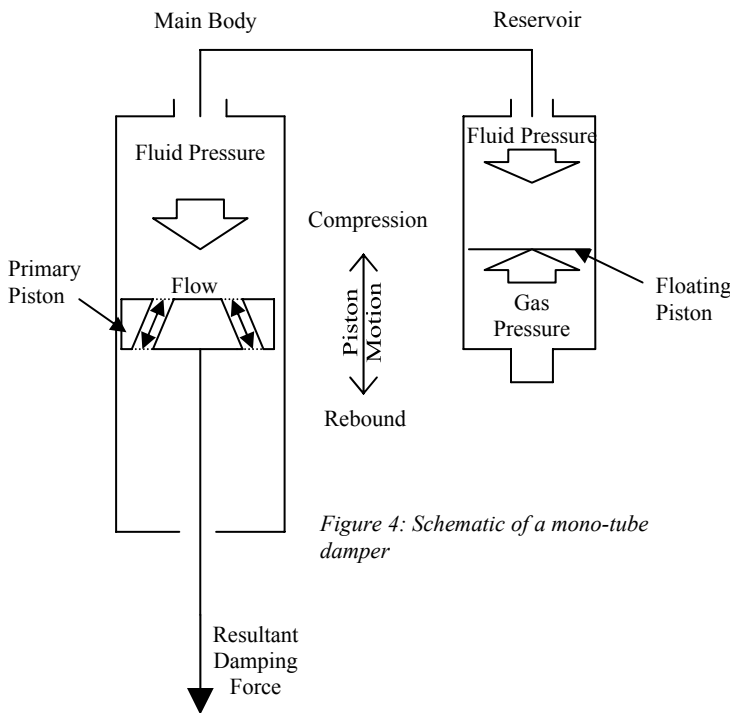 Main Body
Reservoir
Fluid Pressure
Fluid Pressure
Compression
Primary
Piston
Flow
Piston
Motion
Gas
Pressure
Floating
Piston
Rebound
Figure 4: Schematic of a mono-tube
damper
Resultant
Damping
Force